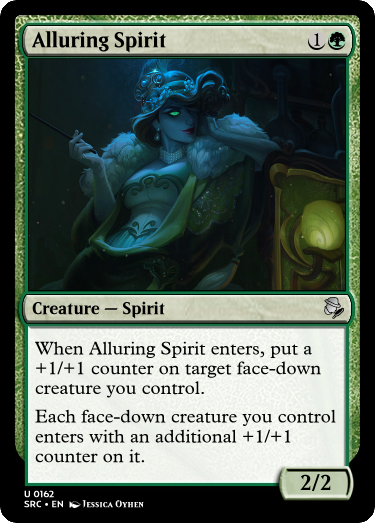 Alluring Spirit 1
Creature — Spirit
When Alluring Spirit enters, put a
+1/+1 counter on target face-down
creature you control.
Each face-down creature you control
enters with an additional +1/+1
counter on it.
2/2
U 0162
SRC • EN Jessica Oyhen